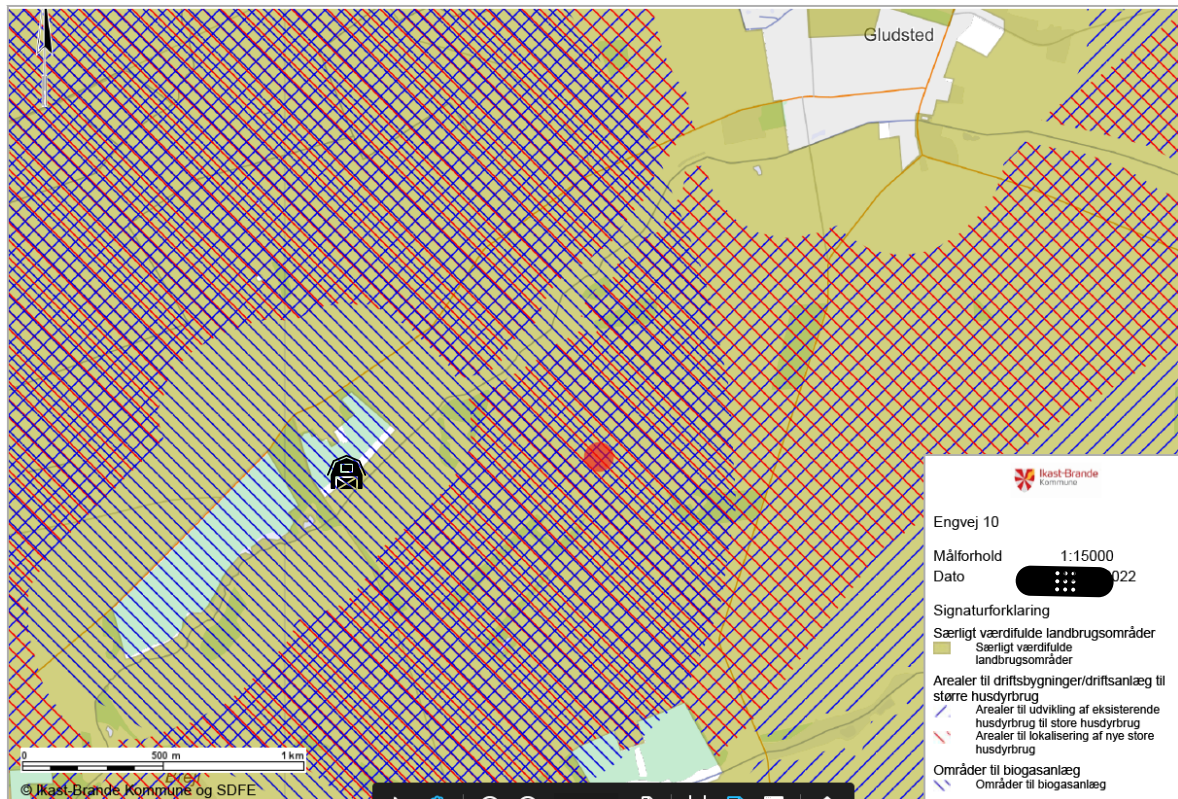 Gludsted
Ikast-Brande
Kommune
Engvej 10
Målforhold 1:15000
Dato 022
Signaturforklaring
Særligt værdifulde landbrugsområder
Særligt værdifulde
landbrugsområder
Arealer til driftsbygninger/driftsanlæg til
større husdyrbrug
Arealer til udvikling af eksisterende
husdyrbrug til store husdyrbrug
Arealer til lokalisering af nye store
husdyrbrug
Områder til biogasanlæg
Områder til biogasanlæg
0 500 m 1 km
© Ikast-Brande Kommune og SDFE